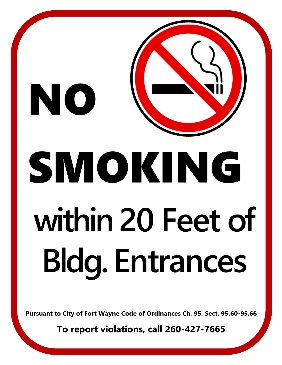 NO
SMOKING
within 20 Feet of
Bldg. Entrances
Pursuant to City of Fort Wayne Code of Ordinances Ch. 95, Sect. 95.60-95.66
To report violations, call 260-427-7665